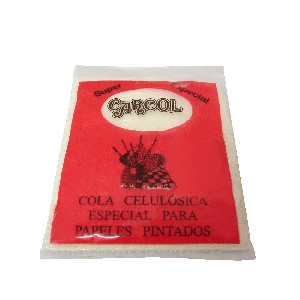 Super Especial
CARCOL
COLA CELULÓSICA
ESPECIAL PARA
PAPELES PINTADOS